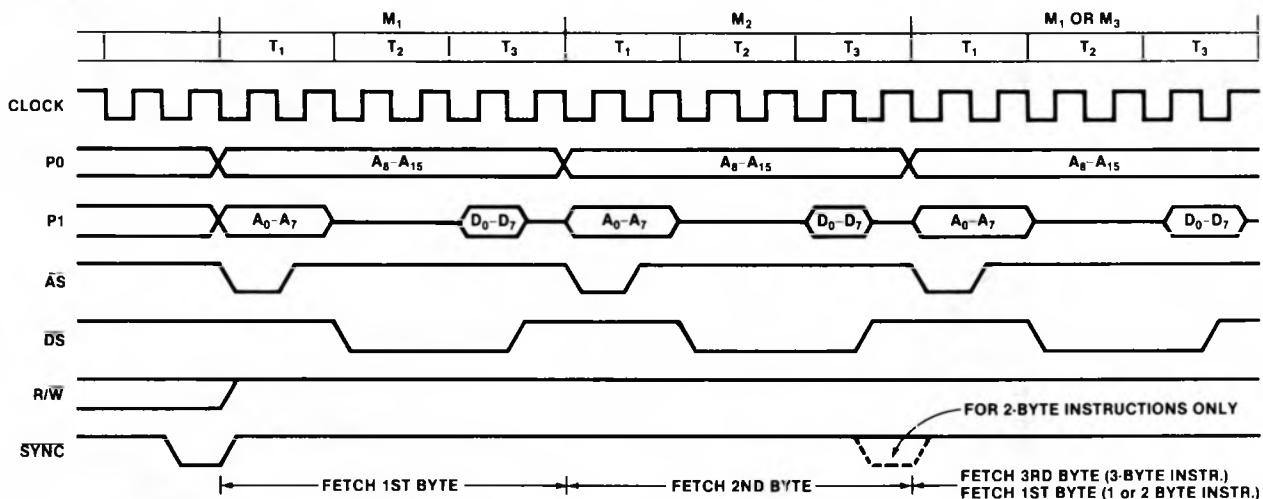 M₁ M₂ M₁ OR M₃
T₁ T₂ T₃ T₁ T₂ T₃ T₁ T₂ T₃
CLOCK
P0 A₈-A₁₅ A₈-A₁₅ A₈-A₁₅
P1 A₀-A₇ D₀-D₇ A₀-A₇ D₀-D₇ A₀-A₇ D₀-D₇
A̅S̅
D̅S̅
R/W̅
FOR 2-BYTE INSTRUCTIONS ONLY
S̅Y̅N̅C̅
FETCH 1ST BYTE FETCH 2ND BYTE FETCH 3RD BYTE (3-BYTE INSTR.)
FETCH 1ST BYTE (1 or 2 BYTE INSTR.)